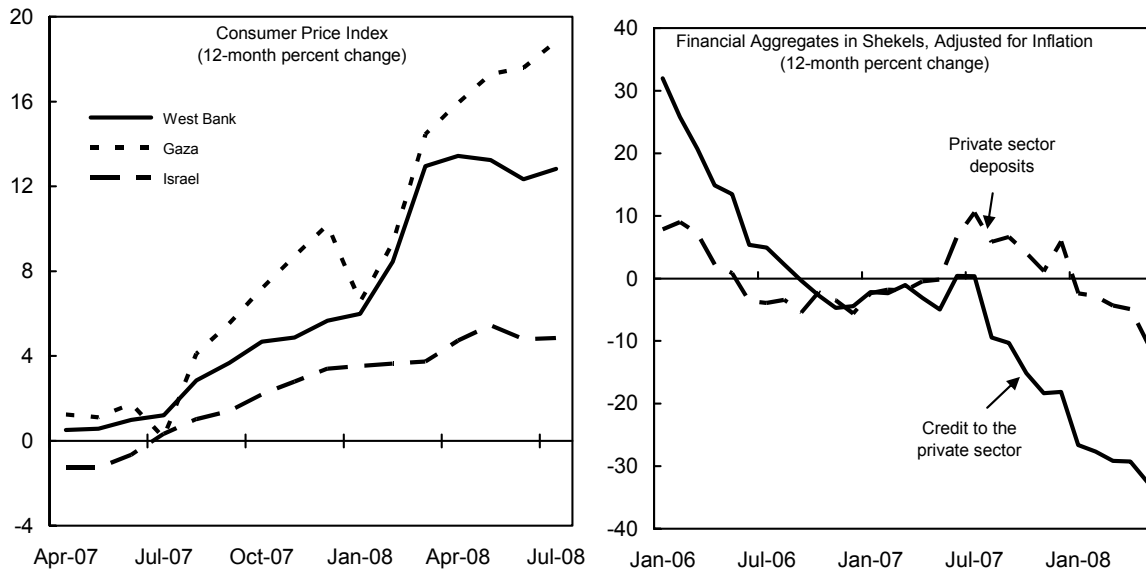 Consumer Price Index
(12-month percent change)
20
16
12
8
4
0
-4
West Bank
Gaza
Israel
Apr-07 Jul-07 Oct-07 Jan-08 Apr-08 Jul-08
Financial Aggregates in Shekels, Adjusted for Inflation
(12-month percent change)
40
30
20
10
0
-10
-20
-30
-40
Private sector
deposits
Credit to the
private sector
Jan-06 Jul-06 Jan-07 Jul-07 Jan-08